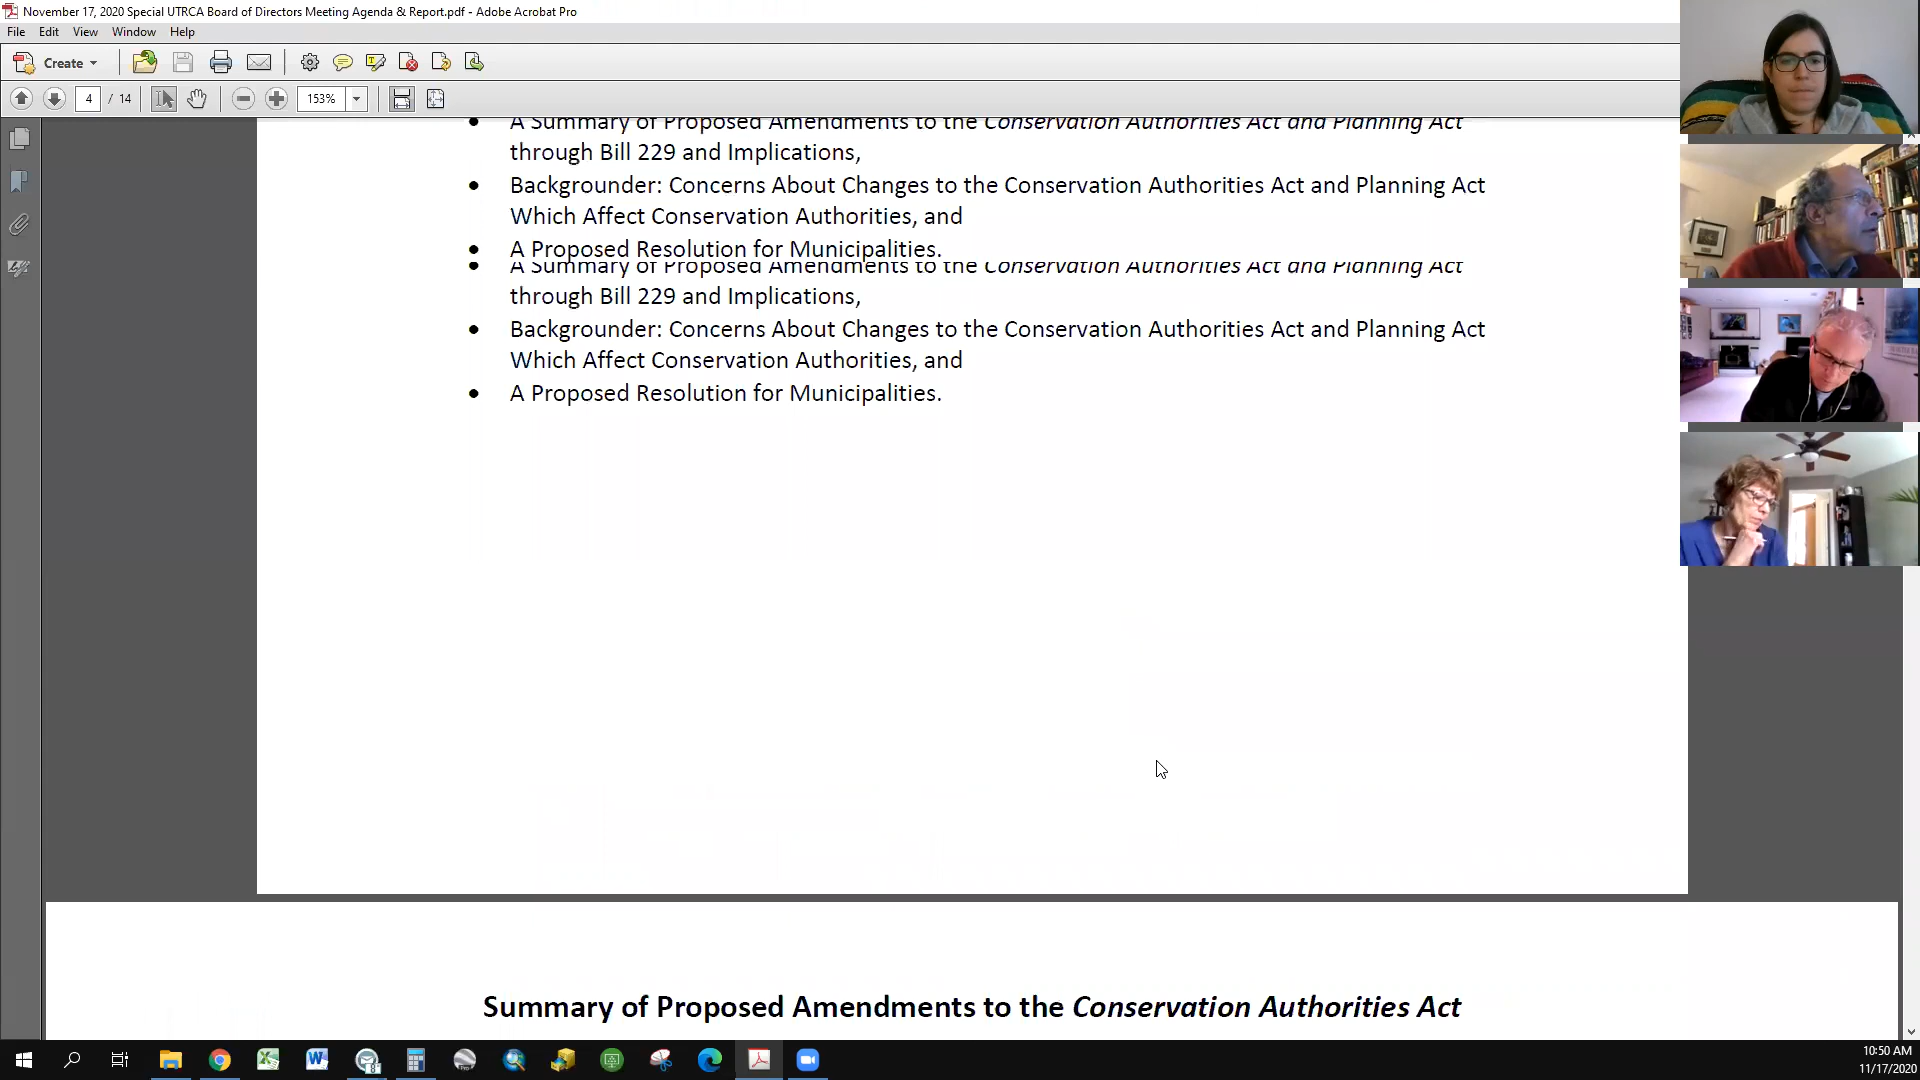 November 17, 2020 Special UTRCA Board of Directors Meeting Agenda & Report.pdf - Adobe Acrobat Pro
File Edit View Window Help
Create
4 / 14 153%
• A Summary of Proposed Amendments to the Conservation Authorities Act and Planning Act
through Bill 229 and Implications,
• Backgrounder: Concerns About Changes to the Conservation Authorities Act and Planning Act
Which Affect Conservation Authorities, and
• A Proposed Resolution for Municipalities.
• A Summary of Proposed Amendments to the Conservation Authorities Act and Planning Act
through Bill 229 and Implications,
• Backgrounder: Concerns About Changes to the Conservation Authorities Act and Planning Act
Which Affect Conservation Authorities, and
• A Proposed Resolution for Municipalities.
Summary of Proposed Amendments to the Conservation Authorities Act
10:50 AM
11/17/2020